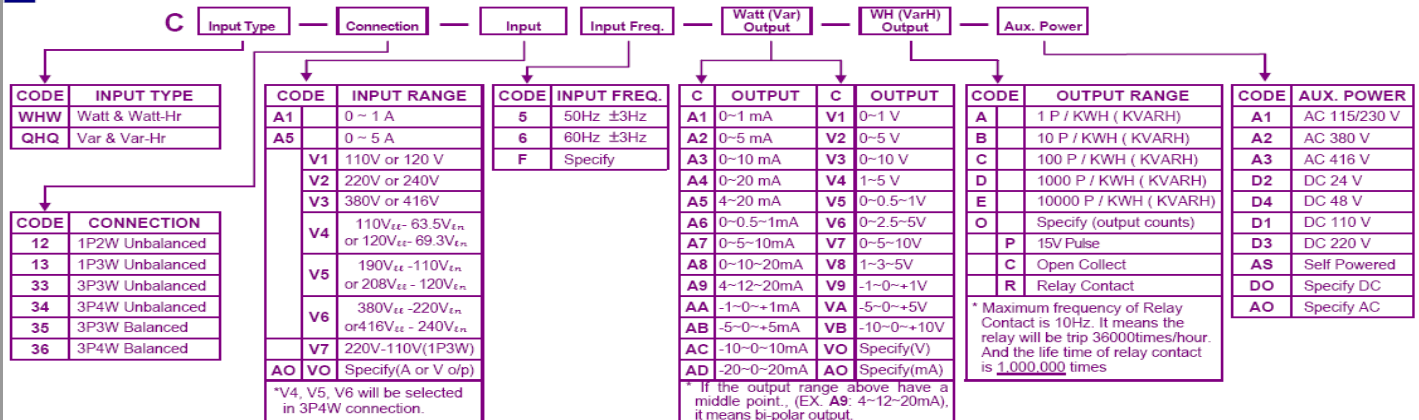 C Input Type — Connection — Input Input Freq. — Watt (Var) Output — WH (VarH) Output — Aux. Power
CODE INPUT TYPE
WHW Watt & Watt-Hr
QHQ Var & Var-Hr
CODE CONNECTION
12 1P2W Unbalanced
13 1P3W Unbalanced
33 3P3W Unbalanced
34 3P4W Unbalanced
35 3P3W Balanced
36 3P4W Balanced
CODE INPUT RANGE
A1 0 ~ 1 A
A5 0 ~ 5 A
V1 110V or 120 V
V2 220V or 240V
V3 380V or 416V
V4 110Vℓℓ- 63.5Vℓn
or 120Vℓℓ- 69.3Vℓn
V5 190Vℓℓ -110Vℓn
or 208Vℓℓ - 120Vℓn
V6 380Vℓℓ -220Vℓn
or416Vℓℓ - 240Vℓn
V7 220V-110V(1P3W)
AO VO Specify(A or V o/p)
*V4, V5, V6 will be selected
in 3P4W connection.
CODE INPUT FREQ.
5 50Hz ±3Hz
6 60Hz ±3Hz
F Specify
C OUTPUT C OUTPUT
A1 0~1 mA V1 0~1 V
A2 0~5 mA V2 0~5 V
A3 0~10 mA V3 0~10 V
A4 0~20 mA V4 1~5 V
A5 4~20 mA V5 0~0.5~1V
A6 0~0.5~1mA V6 0~2.5~5V
A7 0~5~10mA V7 0~5~10V
A8 0~10~20mA V8 1~3~5V
A9 4~12~20mA V9 -1~0~+1V
AA -1~0~+1mA VA -5~0~+5V
AB -5~0~+5mA VB -10~0~+10V
AC -10~0~10mA VO Specify(V)
AD -20~0~20mA AO Specify(mA)
* If the output range above have a
middle point., (EX. A9: 4~12~20mA),
it means bi-polar output.
CODE OUTPUT RANGE
A 1 P / KWH ( KVARH)
B 10 P / KWH ( KVARH)
C 100 P / KWH ( KVARH)
D 1000 P / KWH ( KVARH)
E 10000 P / KWH ( KVARH)
O Specify (output counts)
P 15V Pulse
C Open Collect
R Relay Contact
* Maximum frequency of Relay
Contact is 10Hz. It means the
relay will be trip 36000times/hour.
And the life time of relay contact
is 1,000,000 times
CODE AUX. POWER
A1 AC 115/230 V
A2 AC 380 V
A3 AC 416 V
D2 DC 24 V
D4 DC 48 V
D1 DC 110 V
D3 DC 220 V
AS Self Powered
DO Specify DC
AO Specify AC